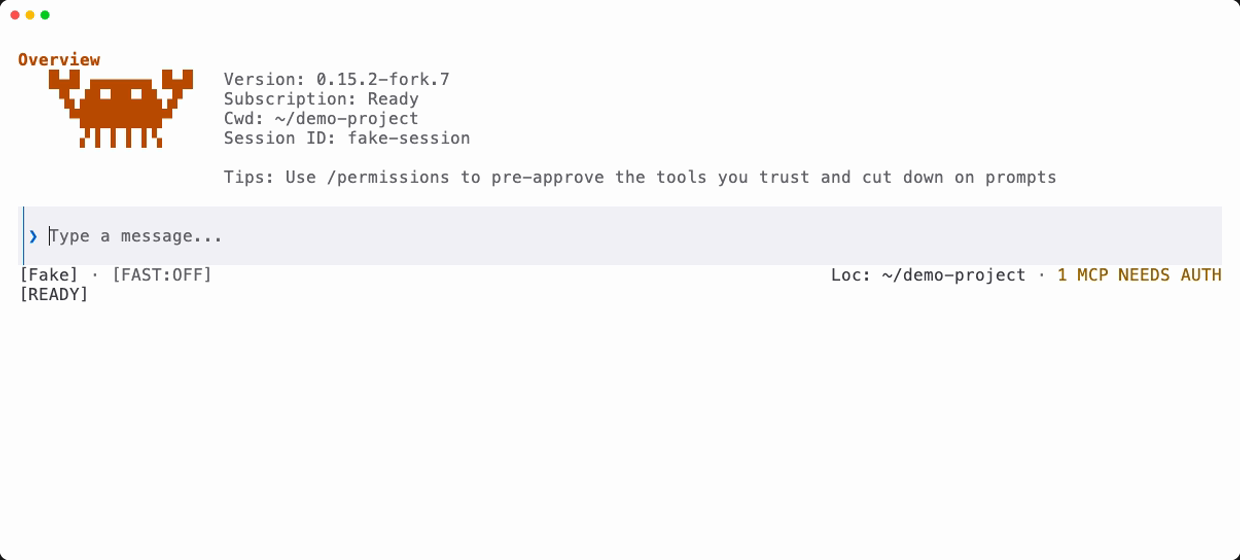 Overview
Version: 0.15.2-fork.7
Subscription: Ready
Cwd: ~/demo-project
Session ID: fake-session
Tips: Use /permissions to pre-approve the tools you trust and cut down on prompts
❯ Type a message...
[Fake] · [FAST:OFF] Loc: ~/demo-project · 1 MCP NEEDS AUTH
[READY]